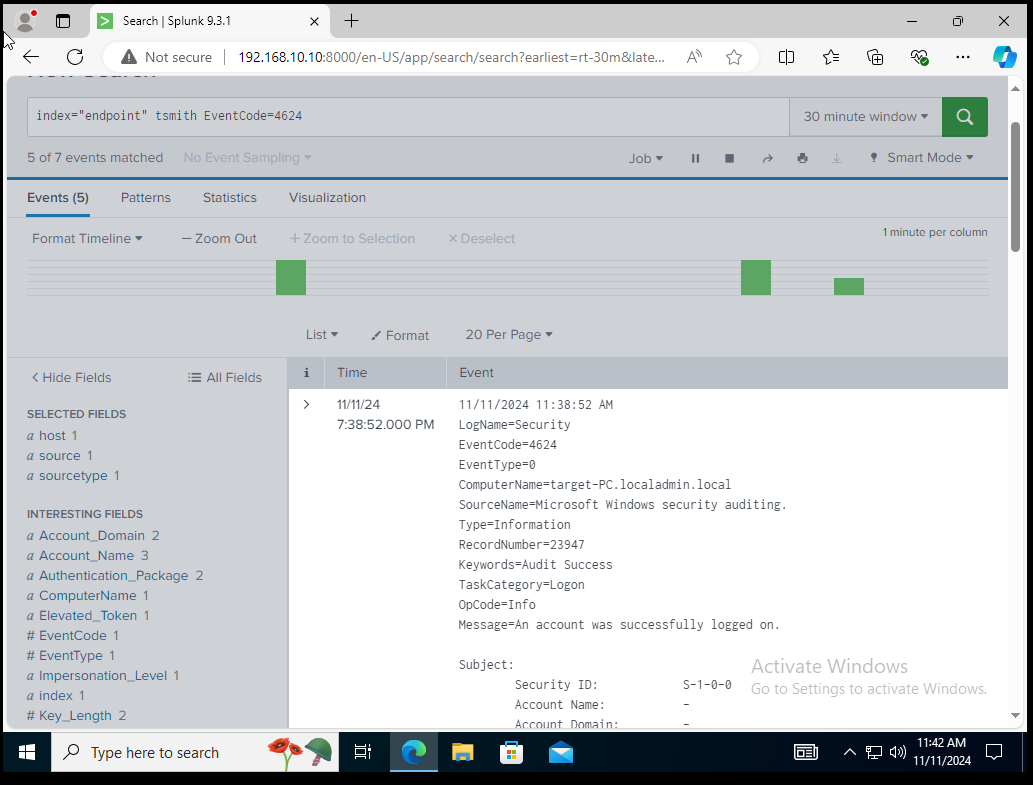 Search | Splunk 9.3.1
Not secure
192.168.10.10:8000/en-US/app/search/search?earliest=rt-30m&late...
index="endpoint" tsmith EventCode=4624
30 minute window
5 of 7 events matched
No Event Sampling
Job
Smart Mode
Events (5)
Patterns
Statistics
Visualization
Format Timeline
— Zoom Out
+ Zoom to Selection
× Deselect
1 minute per column
List
Format
20 Per Page
< Hide Fields
All Fields
i
Time
Event
SELECTED FIELDS
a host 1
a source 1
a sourcetype 1
INTERESTING FIELDS
a Account_Domain 2
a Account_Name 3
a Authentication_Package 2
a ComputerName 1
a Elevated_Token 1
# EventCode 1
# EventType 1
a Impersonation_Level 1
a index 1
# Key_Length 2
>
11/11/24
7:38:52.000 PM
11/11/2024 11:38:52 AM
LogName=Security
EventCode=4624
EventType=0
ComputerName=target-PC.localadmin.local
SourceName=Microsoft Windows security auditing.
Type=Information
RecordNumber=23947
Keywords=Audit Success
TaskCategory=Logon
OpCode=Info
Message=An account was successfully logged on.
Subject:
Security ID: S-1-0-0
Account Name: -
Account Domain: -
Activate Windows
Go to Settings to activate Windows.
Type here to search
11:42 AM
11/11/2024